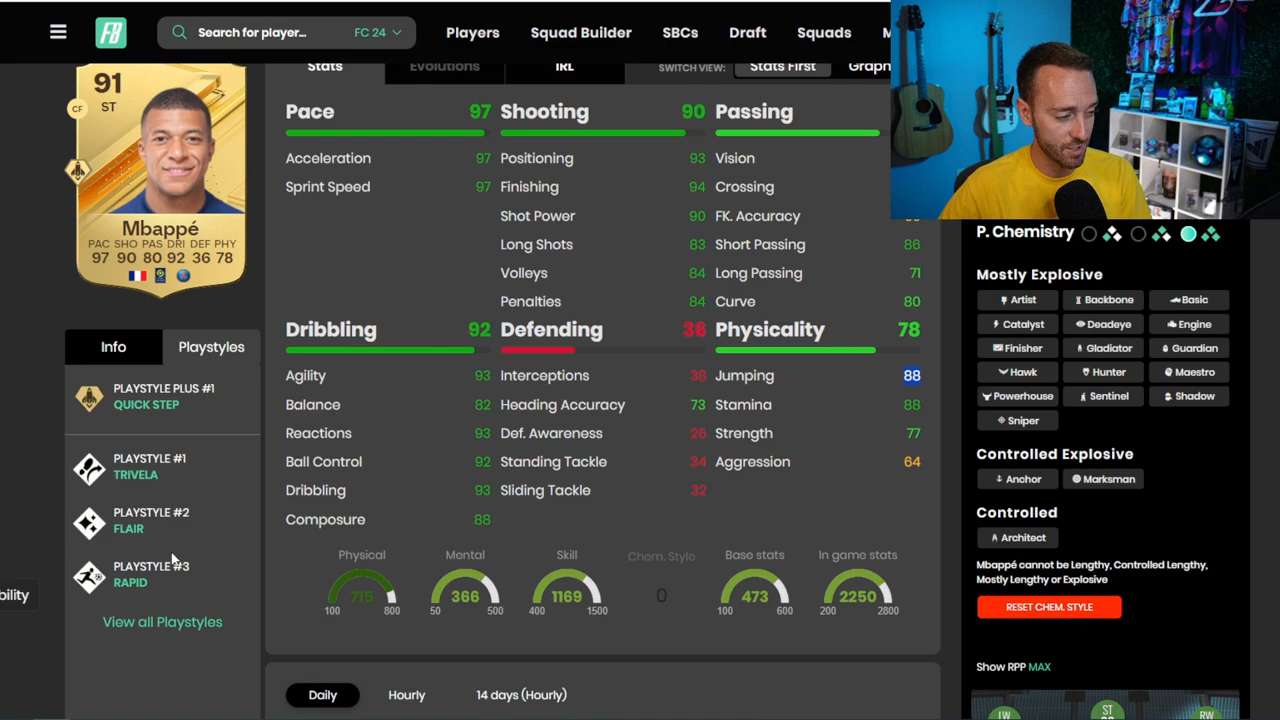 FB
Search for player...
FC 24
Players
Squad Builder
SBCs
Draft
Squads
Stats
Evolutions
IRL
SWITCH VIEW:
Stats First
91
ST
CF
Mbappé
PAC SHO PAS DRI DEF PHY
97 90 80 92 36 78
Info
Playstyles
PLAYSTYLE PLUS #1
QUICK STEP
PLAYSTYLE #1
TRIVELA
PLAYSTYLE #2
FLAIR
PLAYSTYLE #3
RAPID
View all Playstyles
Pace 97
Acceleration 97
Sprint Speed 97
Shooting 90
Positioning 93
Finishing 94
Shot Power 90
Long Shots 83
Volleys 84
Penalties 84
Passing
Vision
Crossing
FK. Accuracy
Short Passing 86
Long Passing 71
Curve 80
Dribbling 92
Agility 93
Balance 82
Reactions 93
Ball Control 92
Dribbling 93
Composure 88
Defending 36
Interceptions 38
Heading Accuracy 73
Def. Awareness 26
Standing Tackle 34
Sliding Tackle 32
Physicality 78
Jumping 88
Stamina 88
Strength 77
Aggression 64
Physical
715
100 800
Mental
366
50 500
Skill
1169
400 1500
Chem. Style
0
Base stats
473
100 600
In game stats
2250
200 2800
Daily
Hourly
14 days (Hourly)
P. Chemistry
Mostly Explosive
Artist
Backbone
Basic
Catalyst
Deadeye
Engine
Finisher
Gladiator
Guardian
Hawk
Hunter
Maestro
Powerhouse
Sentinel
Shadow
Sniper
Controlled Explosive
Anchor
Marksman
Controlled
Architect
Mbappé cannot be Lengthy, Controlled Lengthy,
Mostly Lengthy or Explosive
RESET CHEM. STYLE
Show RPP MAX
LW
ST
RW